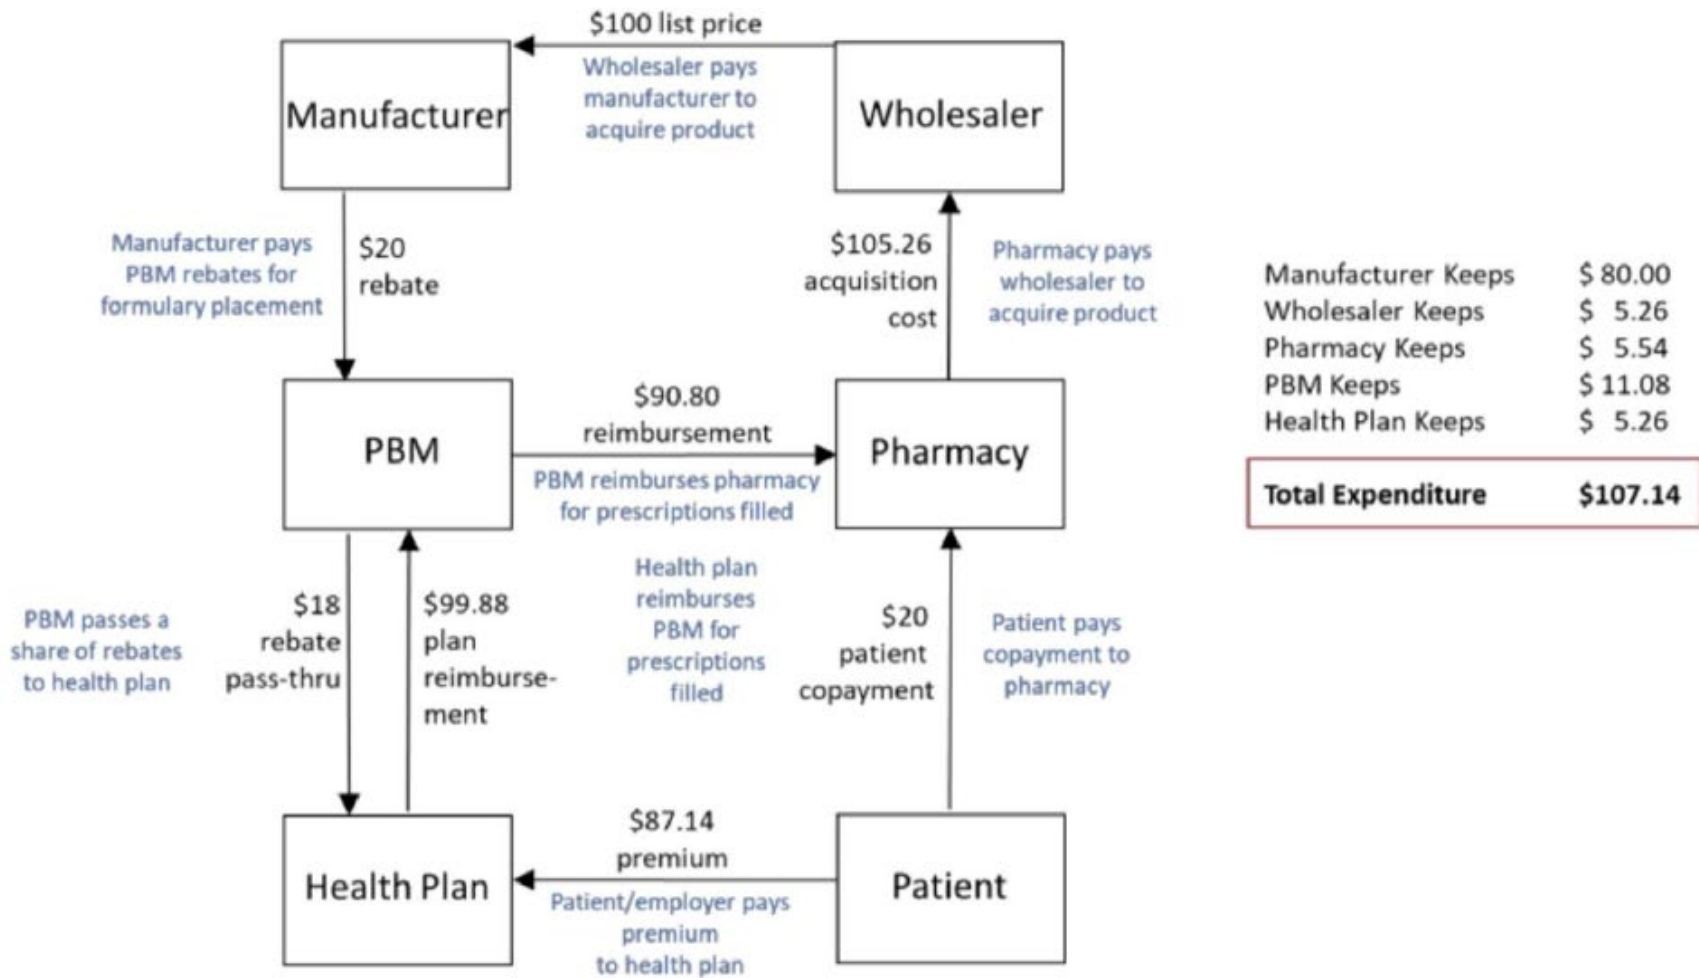 $100 list price
Wholesaler pays
manufacturer to
acquire product
Manufacturer
Wholesaler
Manufacturer pays
PBM rebates for
formulary placement
$20
rebate
$105.26
acquisition
cost
Pharmacy pays
wholesaler to
acquire product
Manufacturer Keeps $ 80.00
Wholesaler Keeps $ 5.26
Pharmacy Keeps $ 5.54
PBM Keeps $ 11.08
Health Plan Keeps $ 5.26
Total Expenditure $107.14
PBM
$90.80
reimbursement
PBM reimburses pharmacy
for prescriptions filled
Pharmacy
PBM passes a
share of rebates
to health plan
$18
rebate
pass-thru
$99.88
plan
reimburse-
ment
Health plan
reimburses
PBM for
prescriptions
filled
$20
patient
copayment
Patient pays
copayment to
pharmacy
Health Plan
$87.14
premium
Patient/employer pays
premium
to health plan
Patient